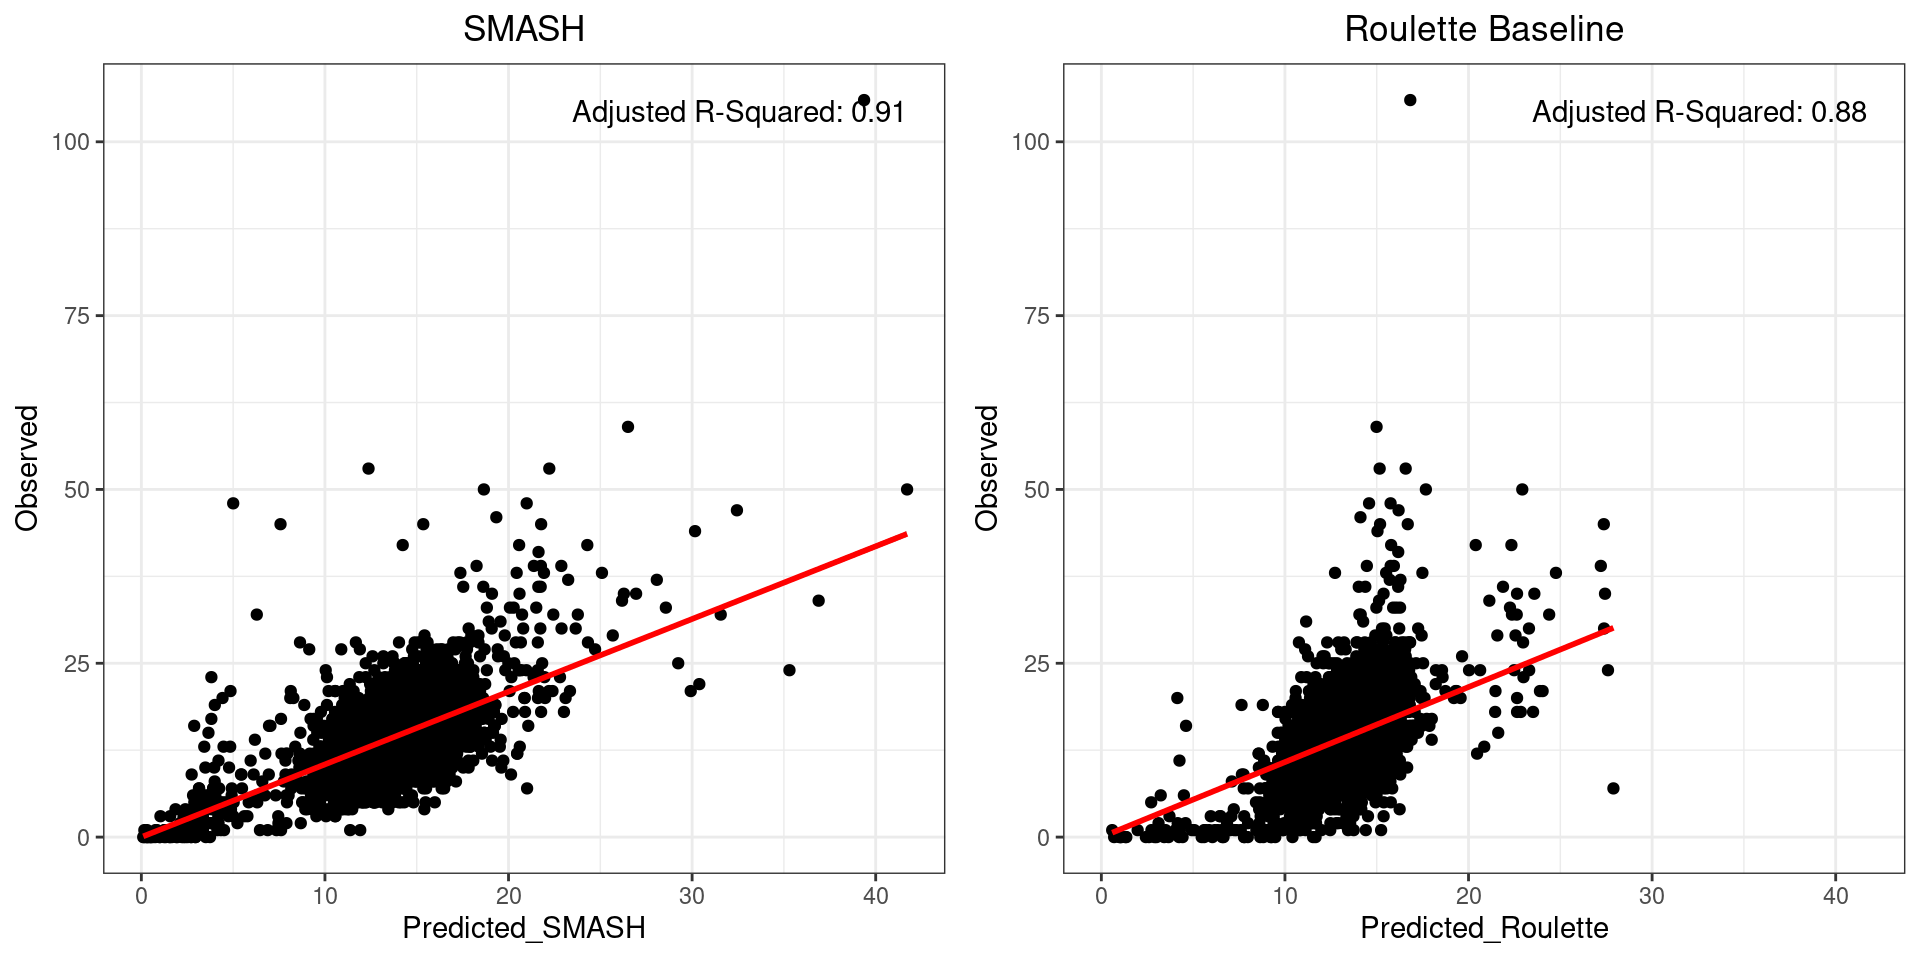 SMASH
Adjusted R-Squared: 0.91
100
75
50
25
0
0 10 20 30 40
Observed
Predicted_SMASH
Roulette Baseline
Adjusted R-Squared: 0.88
100
75
50
25
0
0 10 20 30 40
Observed
Predicted_Roulette